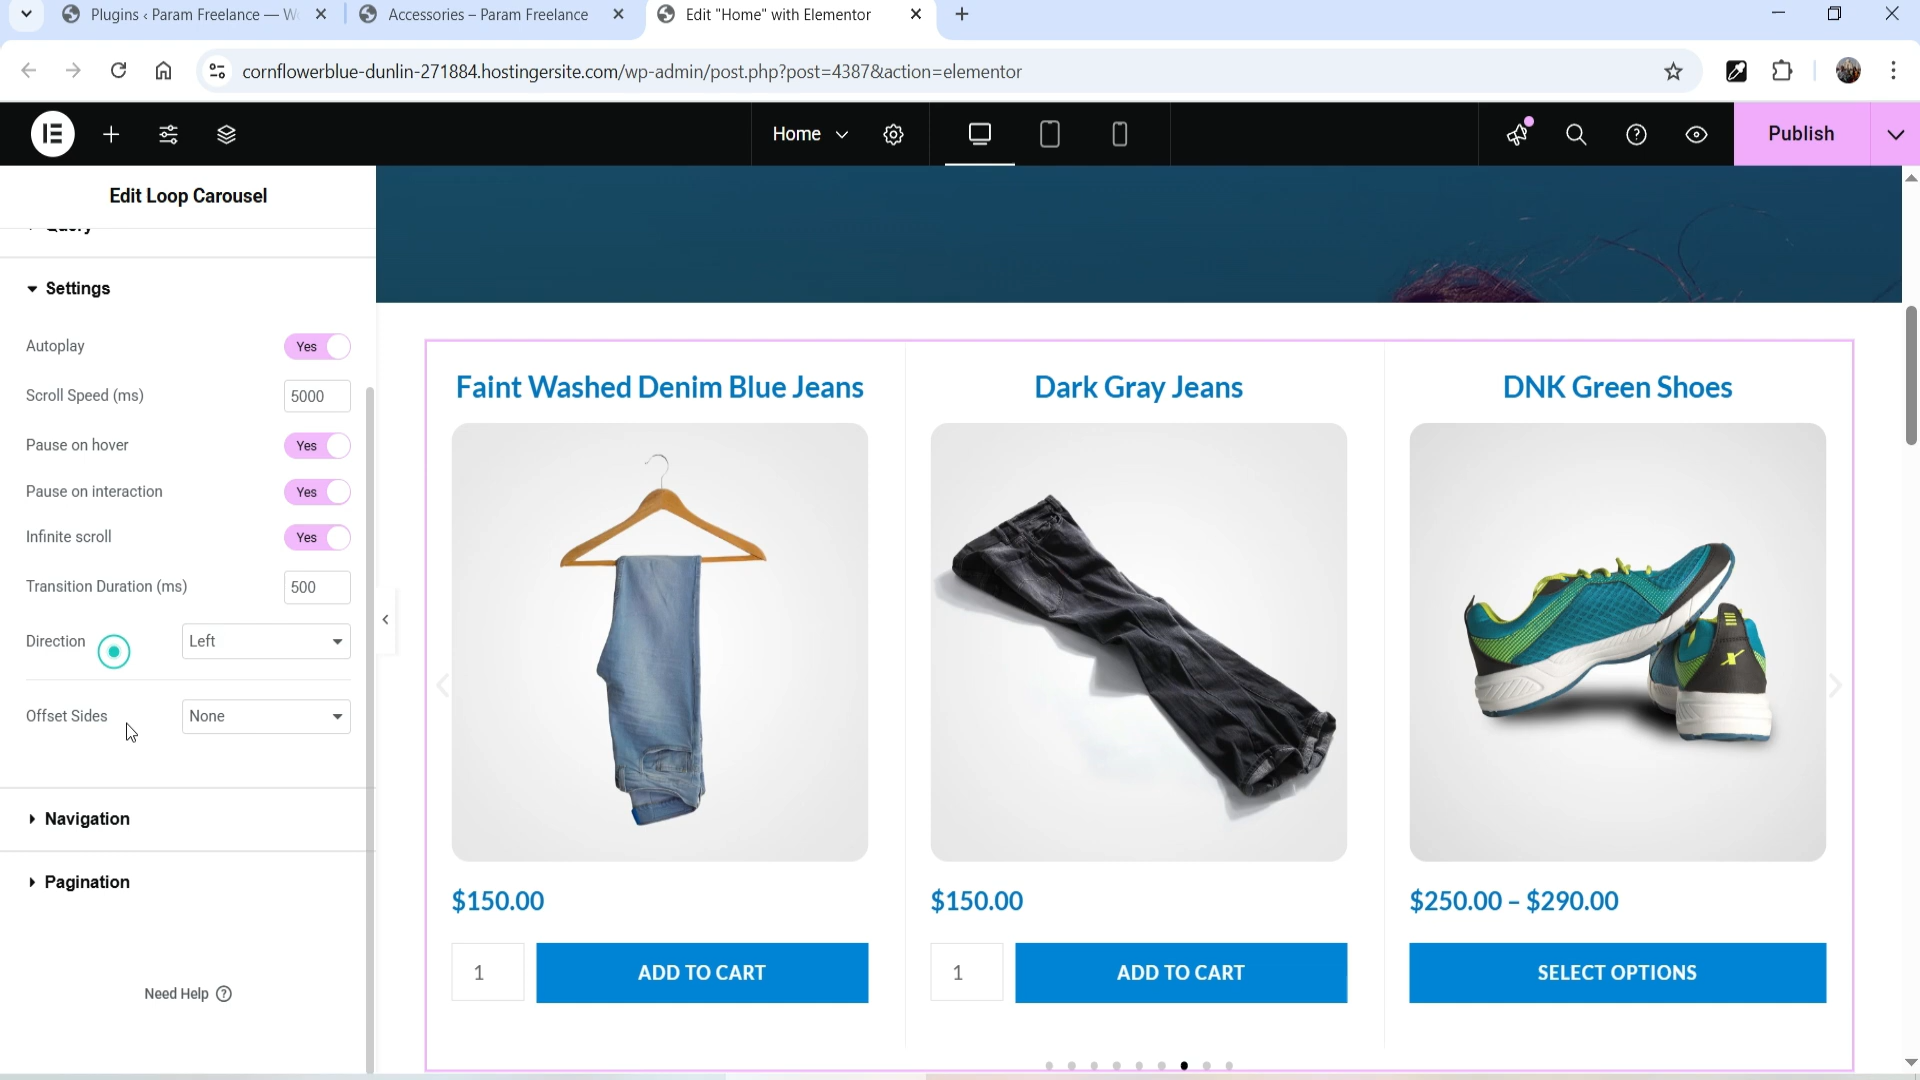 Plugins ‹ Param Freelance — W
Accessories – Param Freelance
Edit "Home" with Elementor
cornflowerblue-dunlin-271884.hostingersite.com/wp-admin/post.php?post=4387&action=elementor
Home
Publish
Edit Loop Carousel
Query
Settings
Autoplay
Yes
Scroll Speed (ms)
5000
Pause on hover
Yes
Pause on interaction
Yes
Infinite scroll
Yes
Transition Duration (ms)
500
Direction
Left
Offset Sides
None
Navigation
Pagination
Need Help
Faint Washed Denim Blue Jeans
Dark Gray Jeans
DNK Green Shoes
$150.00
$150.00
$250.00 – $290.00
1
ADD TO CART
1
ADD TO CART
SELECT OPTIONS